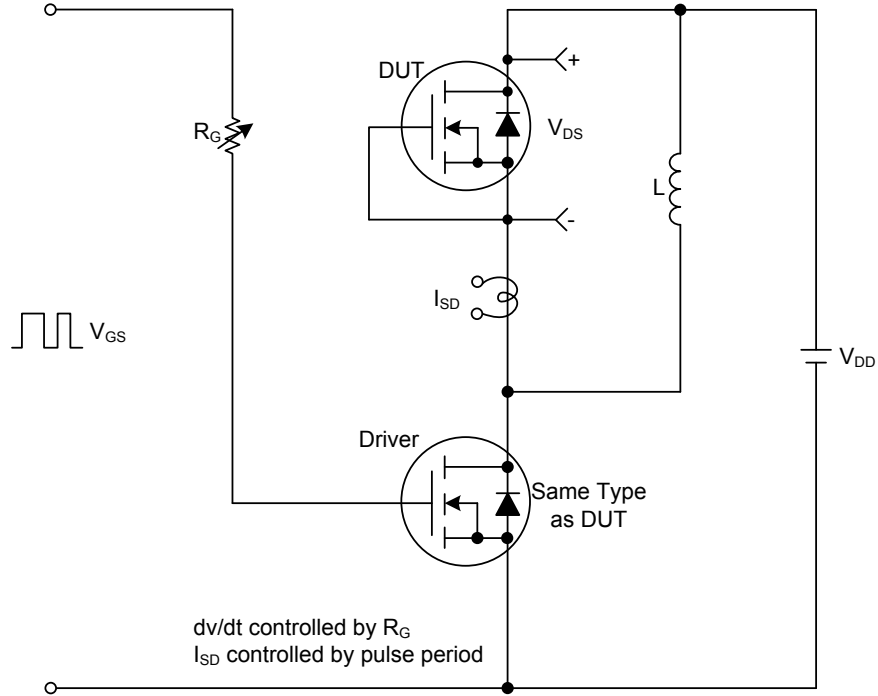 DUT
+
R_G
V_DS
-
L
I_SD
V_GS
V_DD
Driver
Same Type
as DUT
dv/dt controlled by R_G
I_SD controlled by pulse period